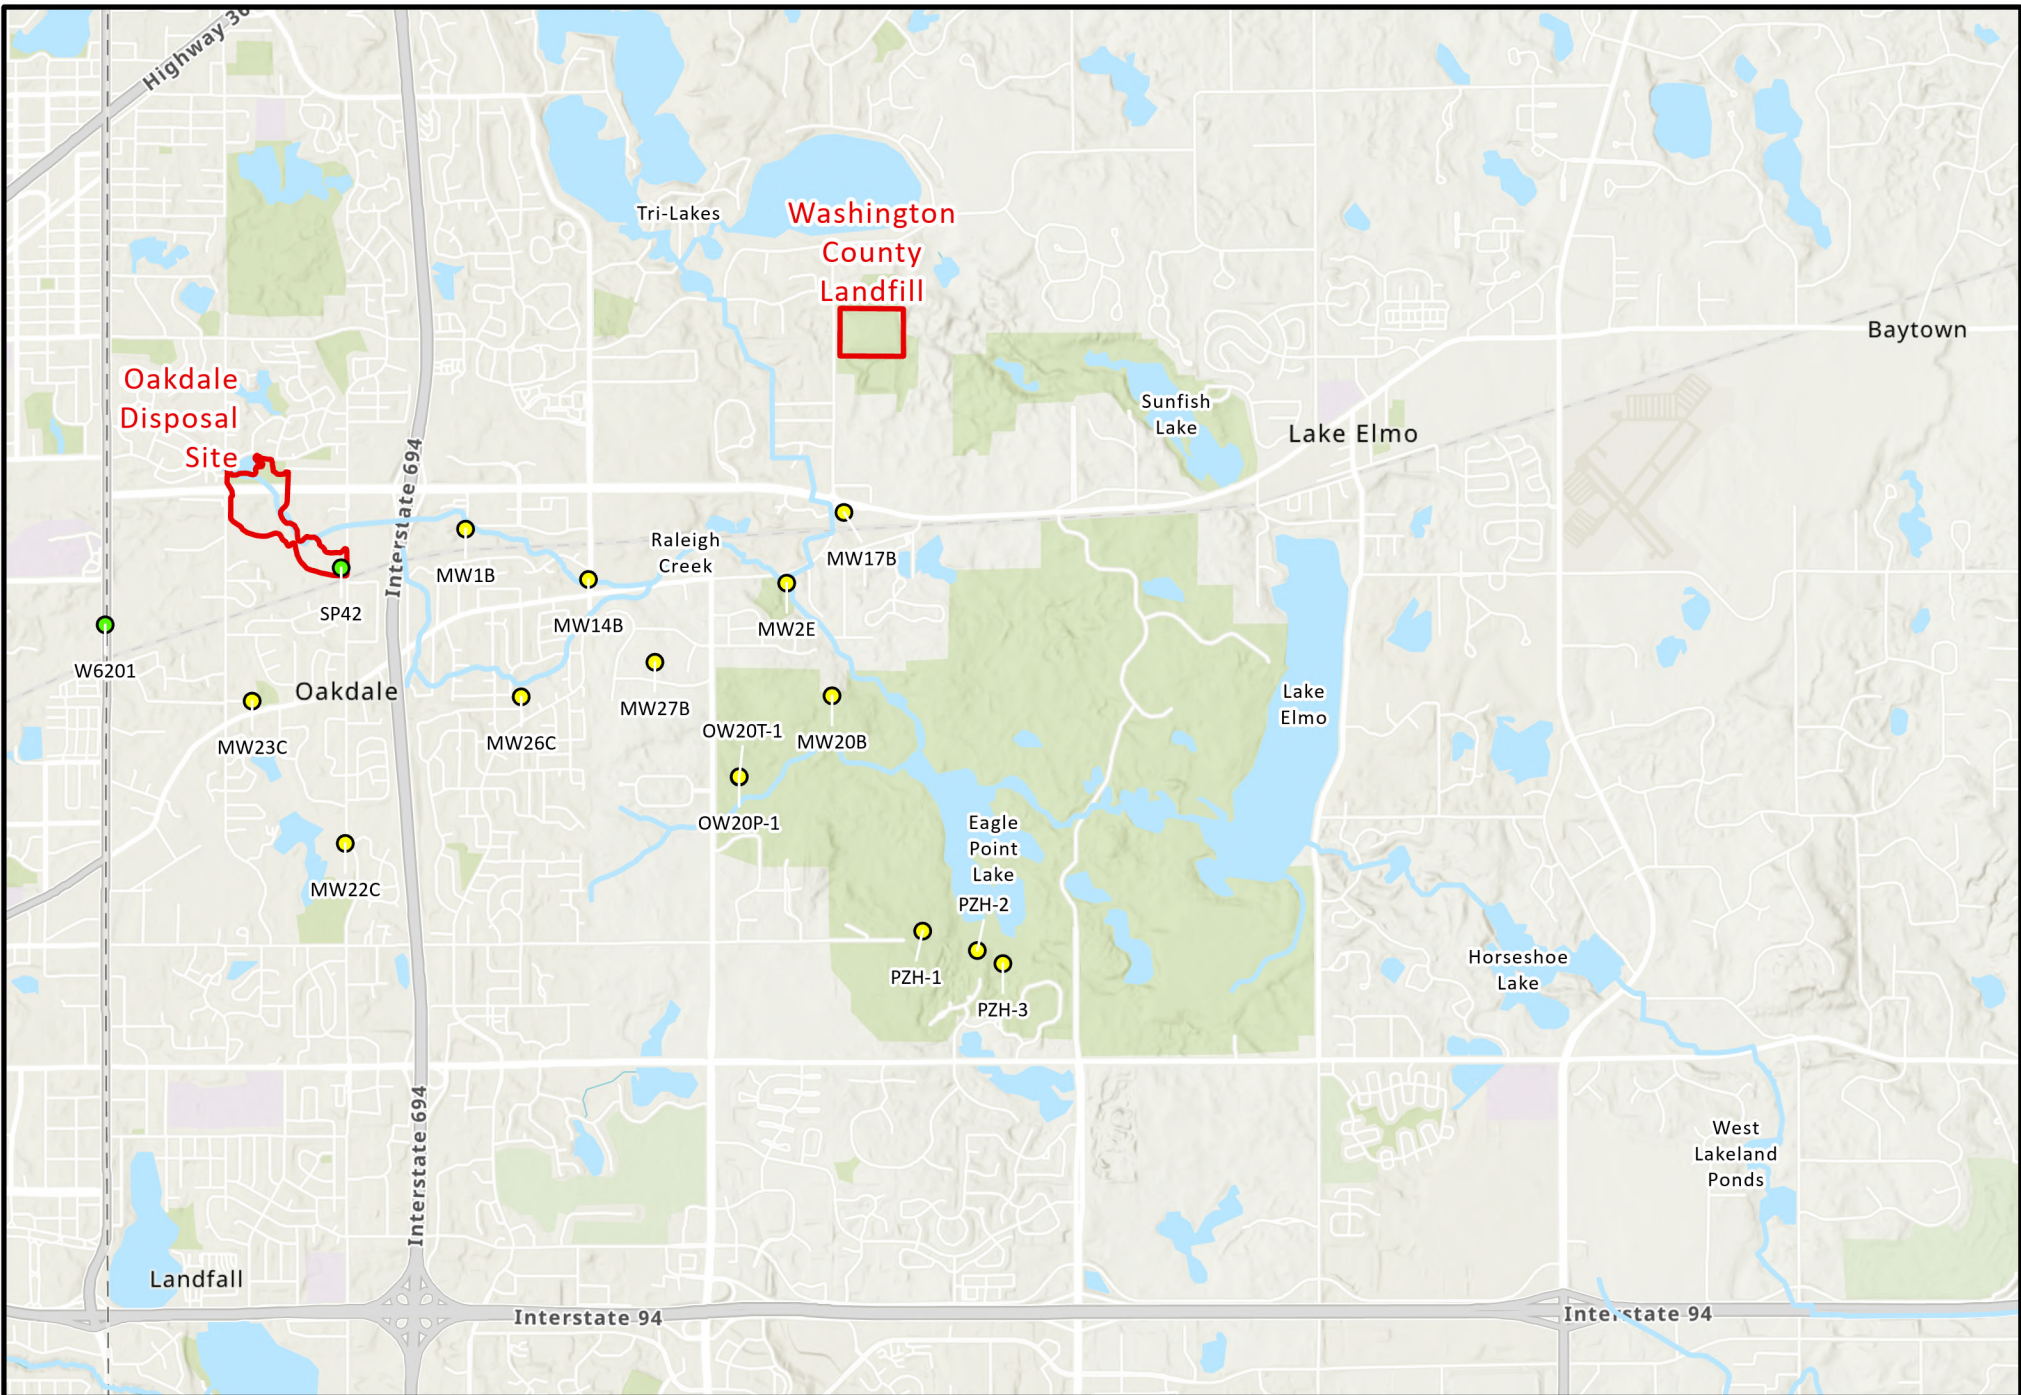 Highway 36
Tri-Lakes
Washington
County
Landfill
Baytown
Oakdale
Disposal
Site
Sunfish
Lake
Lake Elmo
Interstate 694
Raleigh
Creek
MW17B
MW1B
SP42
MW14B
MW2E
W6201
Oakdale
MW23C
MW26C
MW27B
OW20T-1
MW20B
Lake
Elmo
OW20P-1
Eagle
Point
Lake
MW22C
PZH-2
PZH-1
PZH-3
Horseshoe
Lake
Interstate 694
West
Lakeland
Ponds
Landfall
Interstate 94
Interstate 94